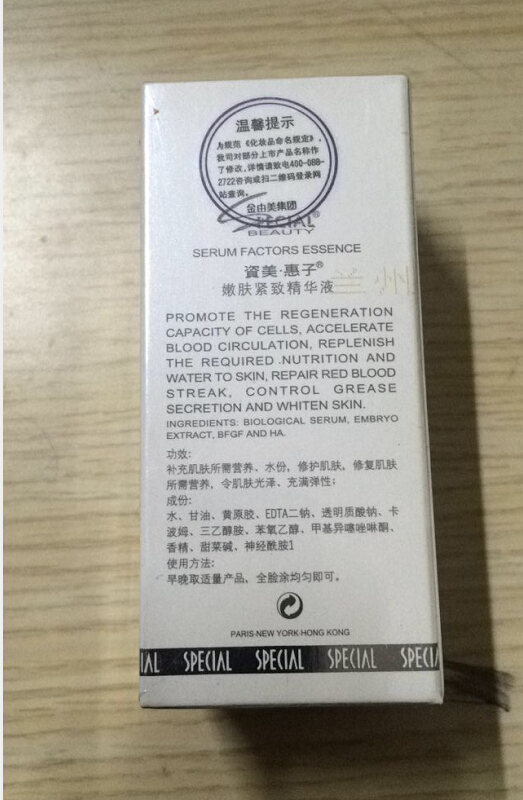 温馨提示
为规范《化妆品命名规定》,
我司对部分上市产品名称作
了修改,详情请致电400-088-
2722咨询或扫二维码登录网
站查询。
金由美集团
SPECIAL®
BEAUTY
SERUM FACTORS ESSENCE
資美·惠子®
嫩肤紧致精华液
兰州
PROMOTE THE REGENERATION
CAPACITY OF CELLS, ACCELERATE
BLOOD CIRCULATION, REPLENISH
THE REQUIRED .NUTRITION AND
WATER TO SKIN, REPAIR RED BLOOD
STREAK, CONTROL GREASE
SECRETION AND WHITEN SKIN.
INGREDIENTS: BIOLOGICAL SERUM, EMBRYO
EXTRACT, BFGF AND HA.
功效:
补充肌肤所需营养、水份,修护肌肤,修复肌肤
所需营养,令肌肤光泽、充满弹性;
成份:
水、甘油、黄原胶、EDTA二钠、透明质酸钠、卡
波姆、三乙醇胺、苯氧乙醇、甲基异噻唑啉酮、
香精、甜菜碱、神经酰胺1
使用方法:
早晚取适量产品,全脸涂均匀即可。
PARIS-NEW YORK-HONG KONG
IAL SPECIAL SPECIAL SPECIAL SPECI